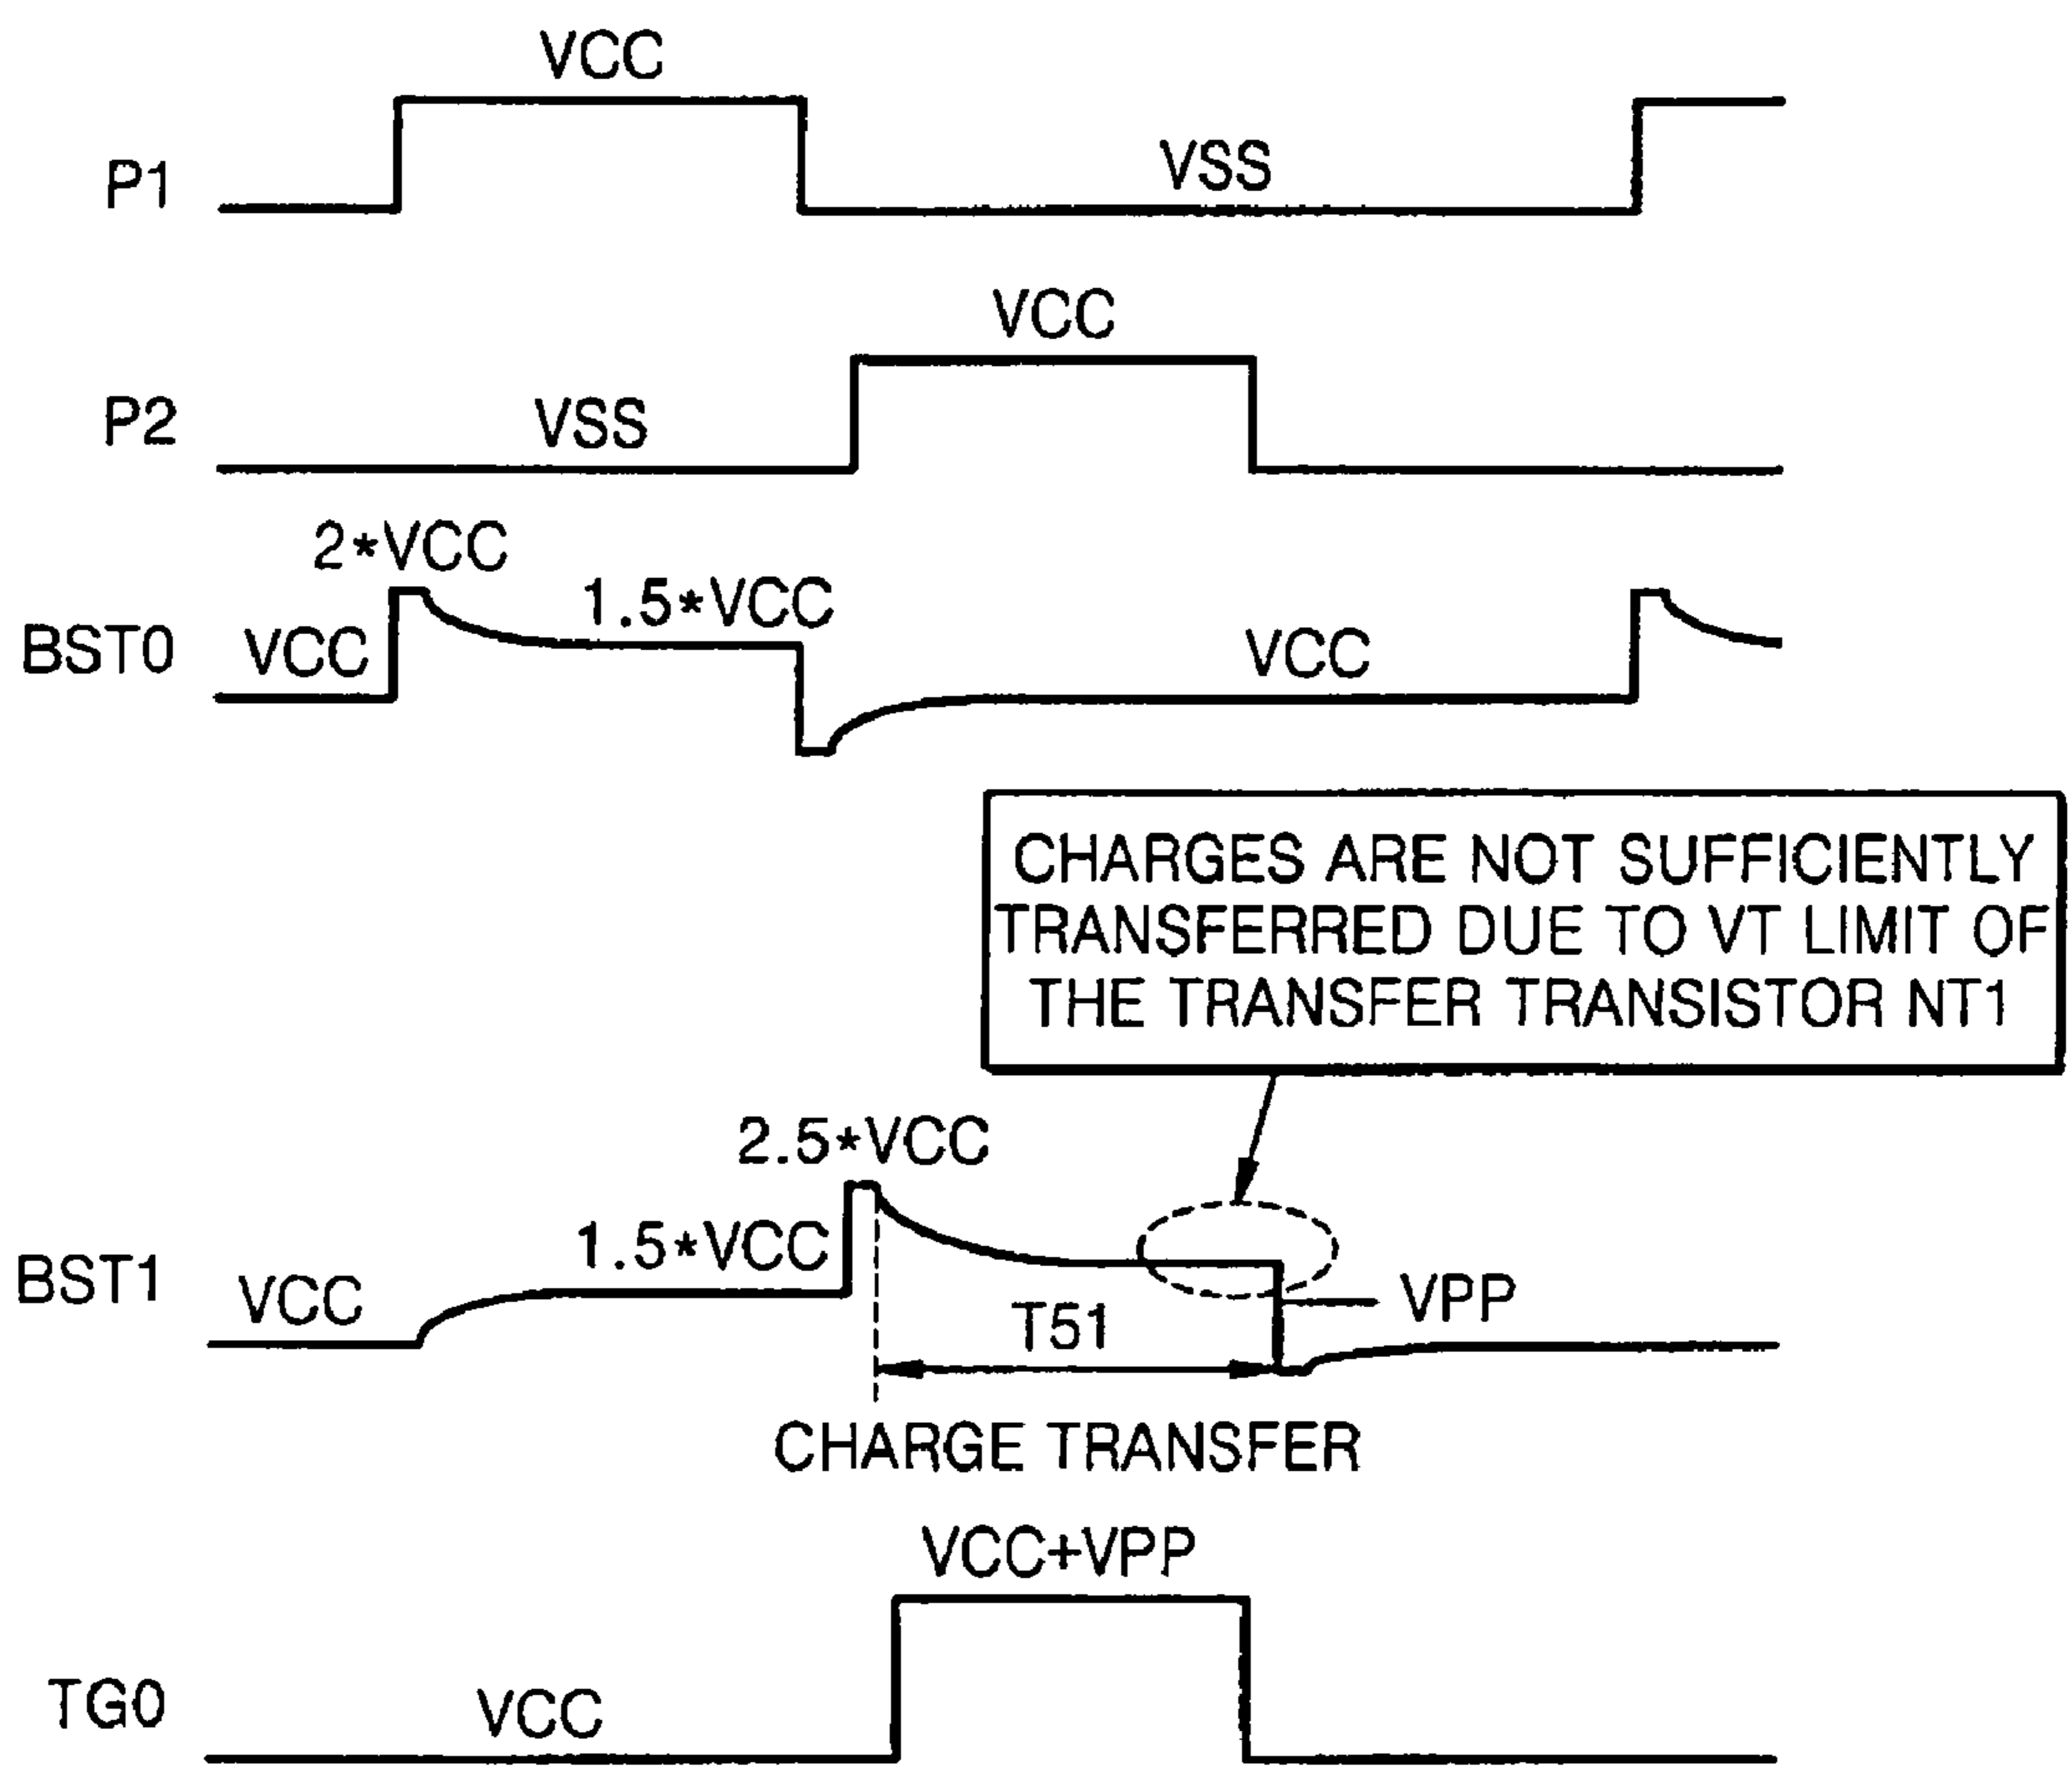 VCC
P1
VSS
VCC
P2
VSS
2*VCC
1.5*VCC
BST0
VCC
VCC
CHARGES ARE NOT SUFFICIENTLY
TRANSFERRED DUE TO VT LIMIT OF
THE TRANSFER TRANSISTOR NT1
2.5*VCC
1.5*VCC
BST1
VCC
VPP
T51
CHARGE TRANSFER
VCC+VPP
TG0
VCC